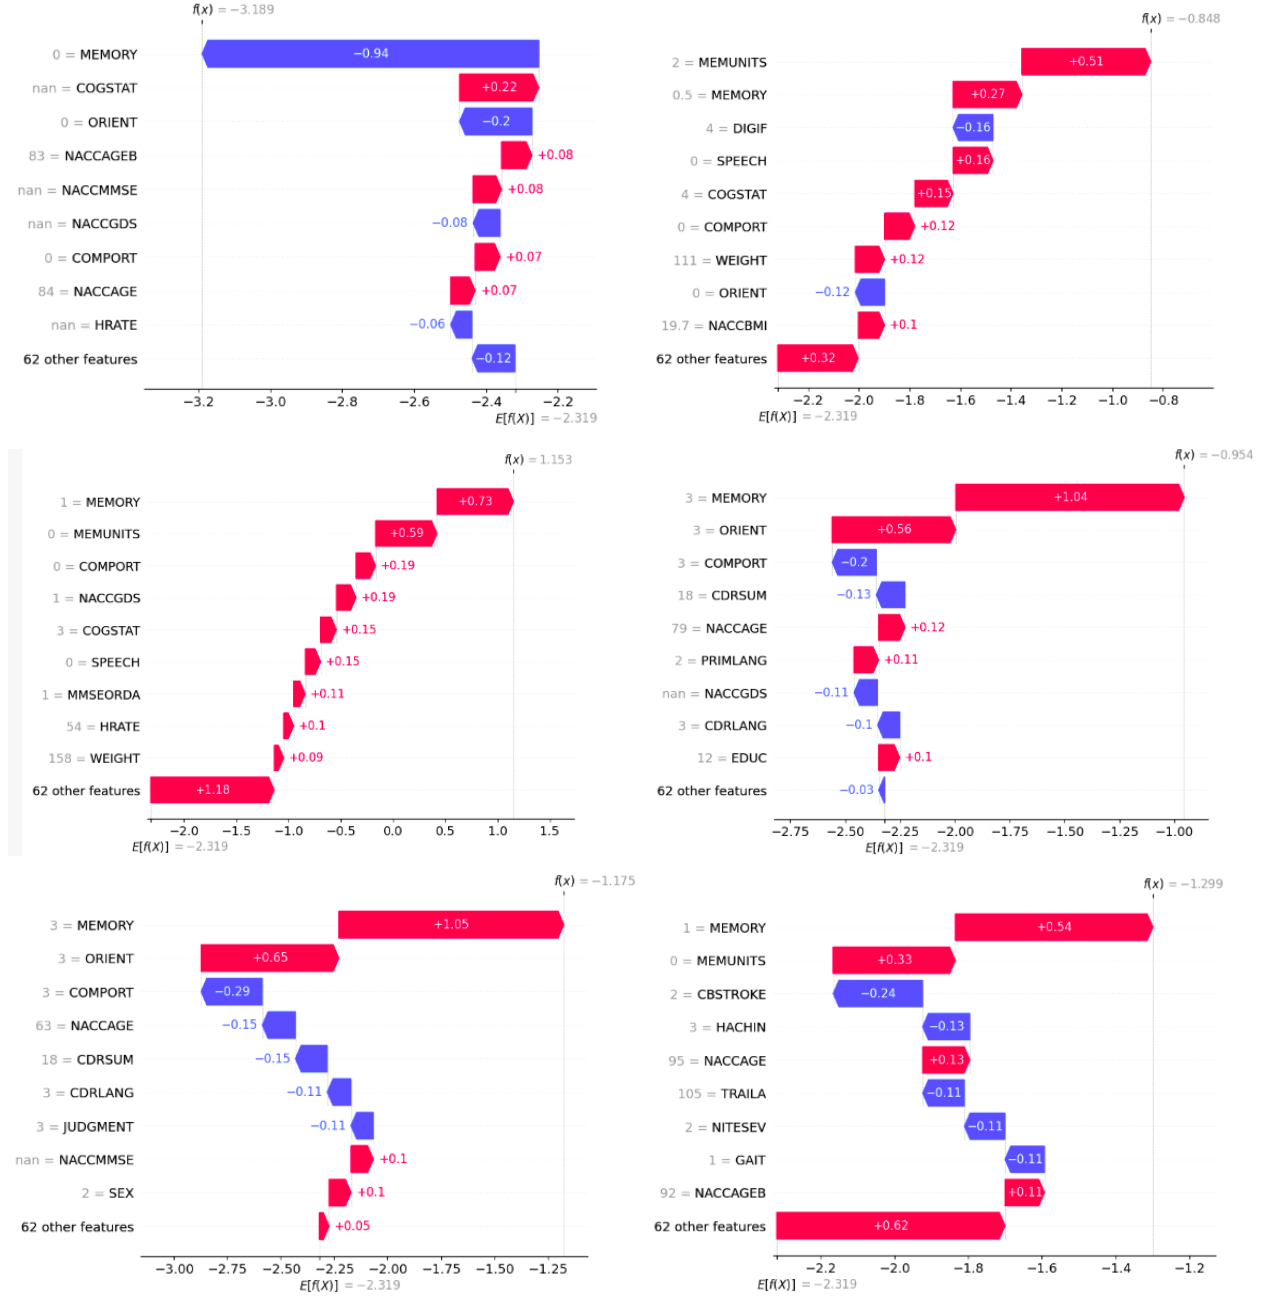 f(x) = −3.189
0 = MEMORY −0.94
nan = COGSTAT +0.22
0 = ORIENT −0.2
83 = NACCAGEB +0.08
nan = NACCMMSE +0.08
nan = NACCGDS −0.08
0 = COMPORT +0.07
84 = NACCAGE +0.07
nan = HRATE −0.06
62 other features −0.12
−3.2 −3.0 −2.8 −2.6 −2.4 −2.2
E[f(X)] = −2.319
f(x) = −0.848
2 = MEMUNITS +0.51
0.5 = MEMORY +0.27
4 = DIGIF −0.16
0 = SPEECH +0.16
4 = COGSTAT +0.15
0 = COMPORT +0.12
111 = WEIGHT +0.12
0 = ORIENT −0.12
19.7 = NACCBMI +0.1
62 other features +0.32
−2.2 −2.0 −1.8 −1.6 −1.4 −1.2 −1.0 −0.8
E[f(X)] = −2.319
f(x) = 1.153
1 = MEMORY +0.73
0 = MEMUNITS +0.59
0 = COMPORT +0.19
1 = NACCGDS +0.19
3 = COGSTAT +0.15
0 = SPEECH +0.15
1 = MMSEORDA +0.11
54 = HRATE +0.1
158 = WEIGHT +0.09
62 other features +1.18
−2.0 −1.5 −1.0 −0.5 0.0 0.5 1.0 1.5
E[f(X)] = −2.319
f(x) = −0.954
3 = MEMORY +1.04
3 = ORIENT +0.56
3 = COMPORT −0.2
18 = CDRSUM −0.13
79 = NACCAGE +0.12
2 = PRIMLANG +0.11
nan = NACCGDS −0.11
3 = CDRLANG −0.1
12 = EDUC +0.1
62 other features −0.03
−2.75 −2.50 −2.25 −2.00 −1.75 −1.50 −1.25 −1.00
E[f(X)] = −2.319
f(x) = −1.175
3 = MEMORY +1.05
3 = ORIENT +0.65
3 = COMPORT −0.29
63 = NACCAGE −0.15
18 = CDRSUM −0.15
3 = CDRLANG −0.11
3 = JUDGMENT −0.11
nan = NACCMMSE +0.1
2 = SEX +0.1
62 other features +0.05
−3.00 −2.75 −2.50 −2.25 −2.00 −1.75 −1.50 −1.25
E[f(X)] = −2.319
f(x) = −1.299
1 = MEMORY +0.54
0 = MEMUNITS +0.33
2 = CBSTROKE −0.24
3 = HACHIN −0.13
95 = NACCAGE +0.13
105 = TRAILA −0.11
2 = NITESEV −0.11
1 = GAIT −0.11
92 = NACCAGEB +0.11
62 other features +0.62
−2.2 −2.0 −1.8 −1.6 −1.4 −1.2
E[f(X)] = −2.319